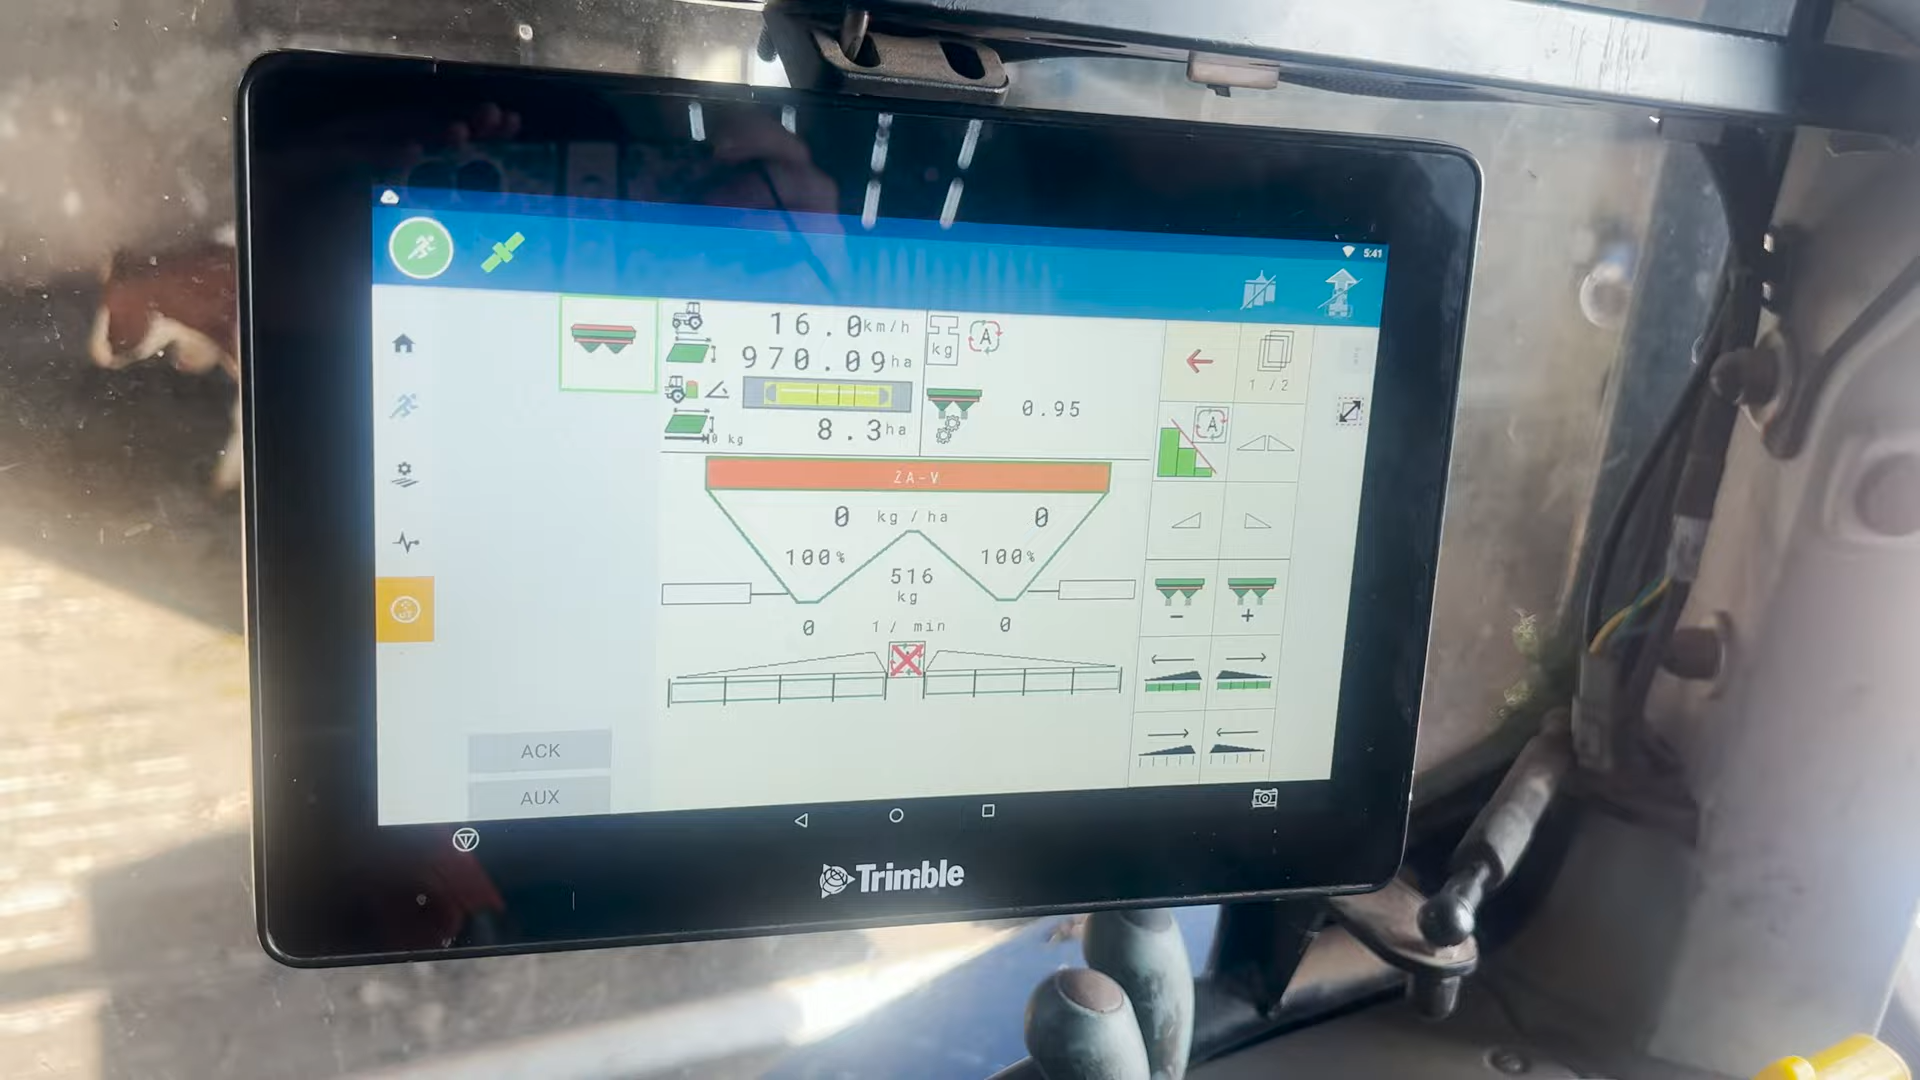 5:41
16.0km/h
970.09ha
kg
A
0.95
8.3ha
0 kg
1/2
A
ZA-V
0 kg/ha 0
100% 100%
516
kg
0 1/min 0
-
+
ACK
AUX
Trimble